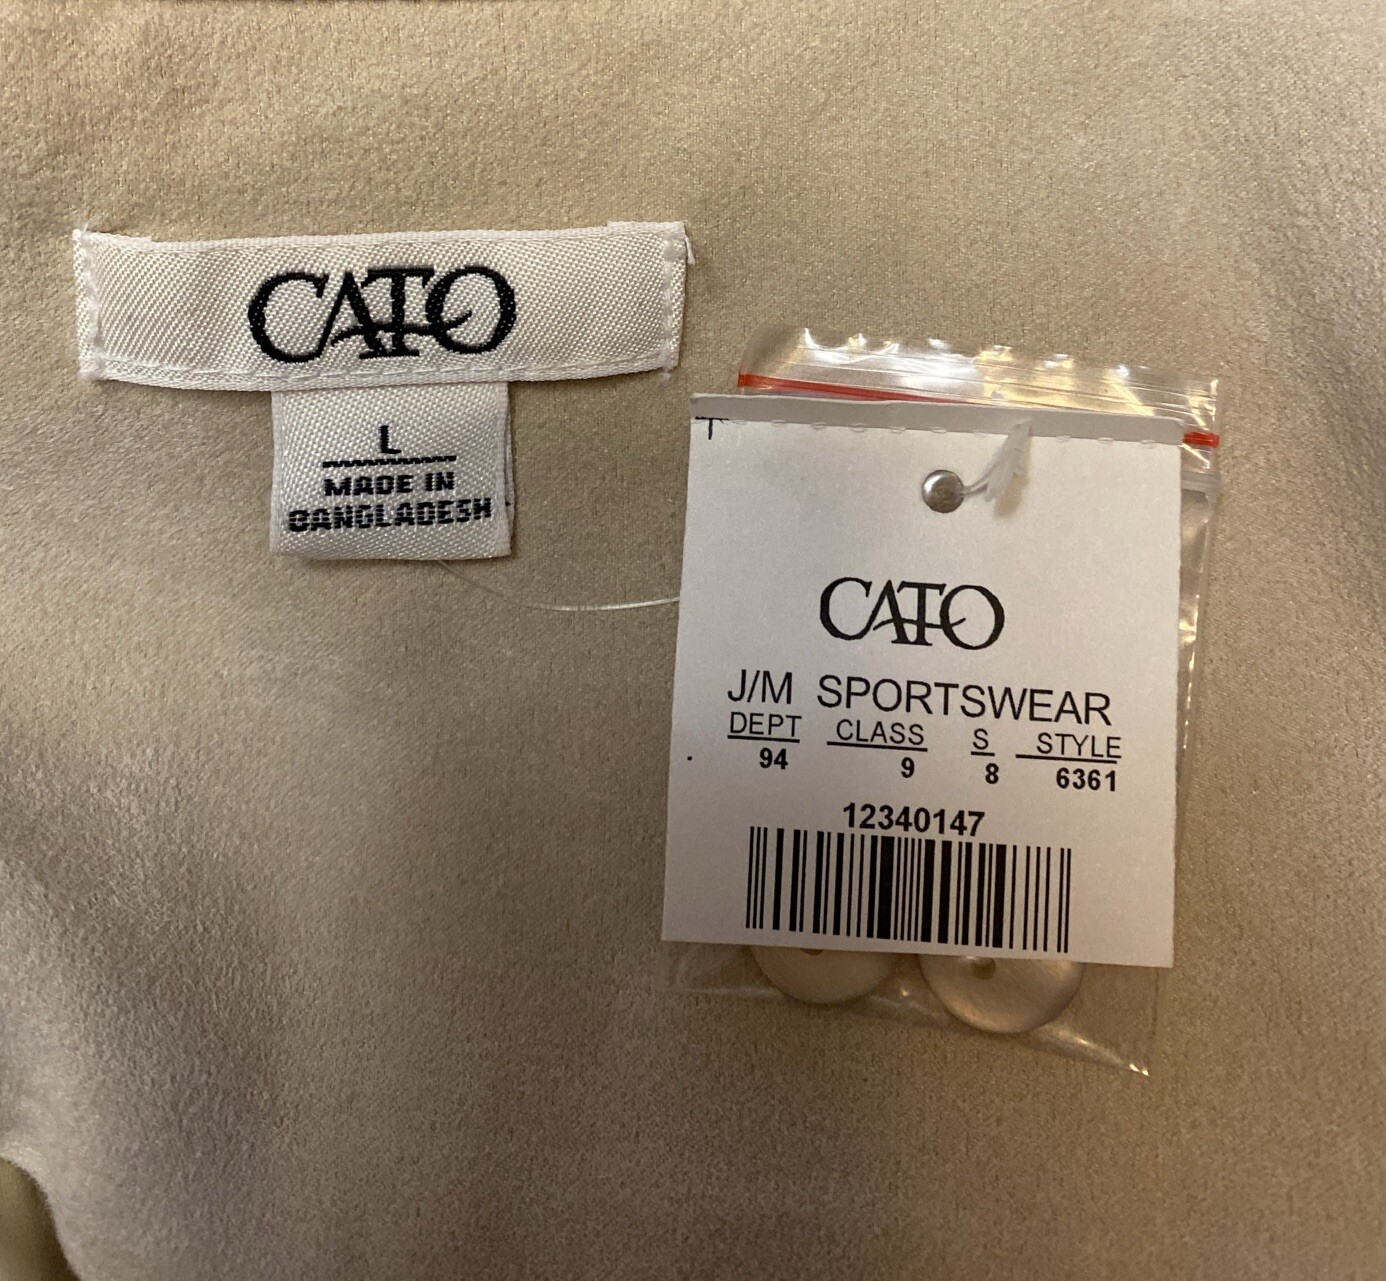 CATO
L
MADE IN
BANGLADESH
CATO
J/M SPORTSWEAR
DEPT CLASS S STYLE
94 9 8 6361
12340147